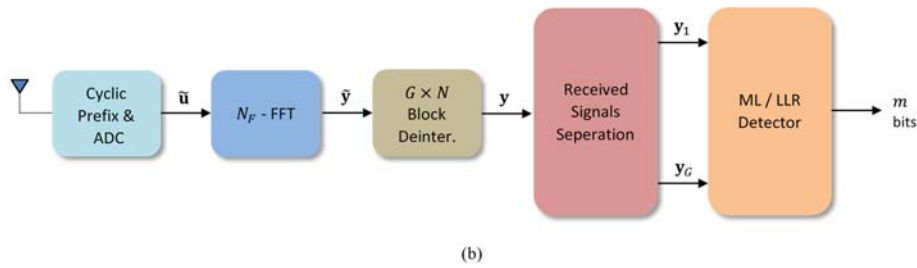 Cyclic
Prefix &
ADC
ũ
N_F - FFT
ỹ
G × N
Block
Deinter.
y
Received
Signals
Seperation
y_1
y_G
ML / LLR
Detector
m
bits
(b)